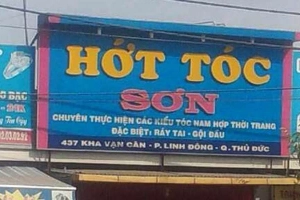 HỚT TÓC
SƠN
CHUYÊN THỰC HIỆN CÁC KIỂU TÓC NAM HỢP THỜI TRANG
ĐẶC BIỆT: RÁY TAI - GỘI ĐẦU
437 KHA VẠN CÂN - P. LINH ĐÔNG - Q. THỦ ĐỨC